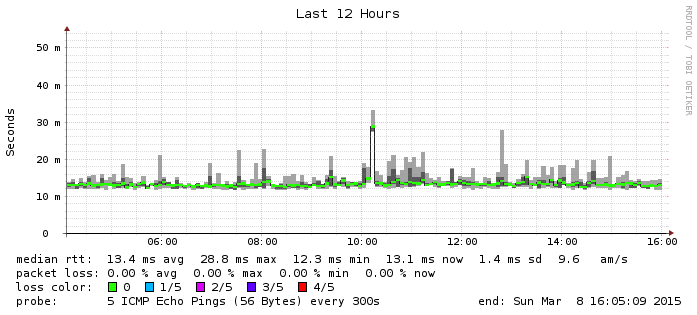 Last 12 Hours
RRDTOOL / TOBI OETIKER
Seconds
50 m
40 m
30 m
20 m
10 m
0
06:00 08:00 10:00 12:00 14:00 16:00
median rtt: 13.4 ms avg 28.8 ms max 12.3 ms min 13.1 ms now 1.4 ms sd 9.6 am/s
packet loss: 0.00 % avg 0.00 % max 0.00 % min 0.00 % now
loss color: 0 1/5 2/5 3/5 4/5
probe: 5 ICMP Echo Pings (56 Bytes) every 300s end: Sun Mar 8 16:05:09 2015